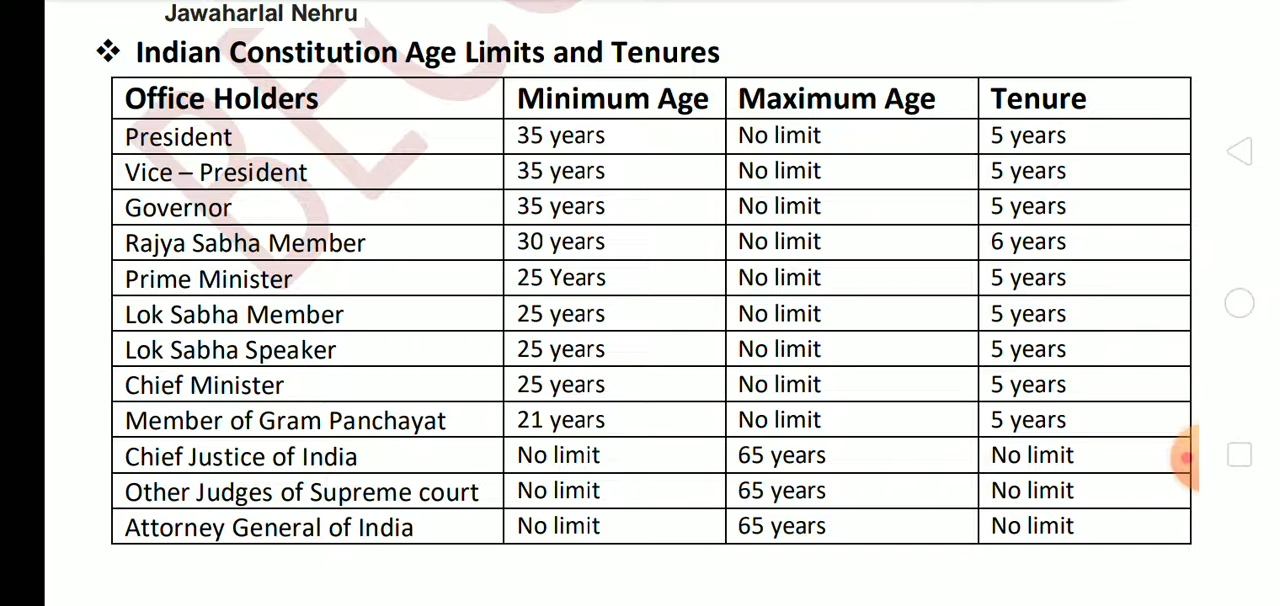 Jawaharlal Nehru
❖ Indian Constitution Age Limits and Tenures
Office Holders Minimum Age Maximum Age Tenure
President 35 years No limit 5 years
Vice – President 35 years No limit 5 years
Governor 35 years No limit 5 years
Rajya Sabha Member 30 years No limit 6 years
Prime Minister 25 Years No limit 5 years
Lok Sabha Member 25 years No limit 5 years
Lok Sabha Speaker 25 years No limit 5 years
Chief Minister 25 years No limit 5 years
Member of Gram Panchayat 21 years No limit 5 years
Chief Justice of India No limit 65 years No limit
Other Judges of Supreme court No limit 65 years No limit
Attorney General of India No limit 65 years No limit